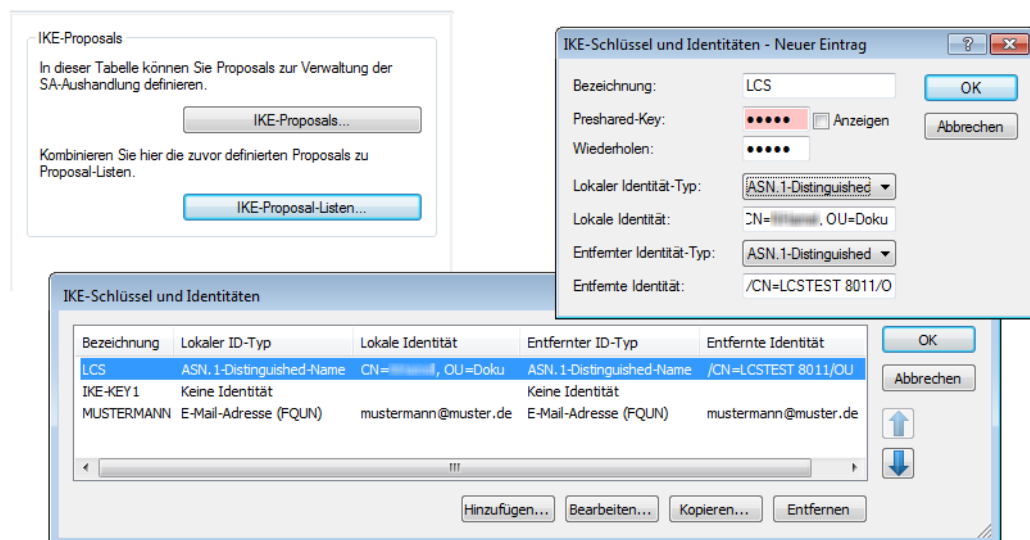 IKE-Proposals
In dieser Tabelle können Sie Proposals zur Verwaltung der
SA-Aushandlung definieren.
IKE-Proposals...
Kombinieren Sie hier die zuvor definierten Proposals zu
Proposal-Listen.
IKE-Proposal-Listen...
IKE-Schlüssel und Identitäten - Neuer Eintrag
Bezeichnung: LCS OK
Preshared-Key: ●●●●● Anzeigen Abbrechen
Wiederholen: ●●●●●
Lokaler Identität-Typ: ASN.1-Distinguished
Lokale Identität: CN= , OU=Doku
Entfernter Identität-Typ: ASN.1-Distinguished
Entfernte Identität: /CN=LCSTEST 8011/O
IKE-Schlüssel und Identitäten
Bezeichnung Lokaler ID-Typ Lokale Identität Entfernter ID-Typ Entfernte Identität OK
LCS ASN.1-Distinguished-Name CN= , OU=Doku ASN.1-Distinguished-Name /CN=LCSTEST 8011/OU Abbrechen
IKE-KEY1 Keine Identität Keine Identität
MUSTERMANN E-Mail-Adresse (FQUN) mustermann@muster.de E-Mail-Adresse (FQUN) mustermann@muster.de
Hinzufügen... Bearbeiten... Kopieren... Entfernen